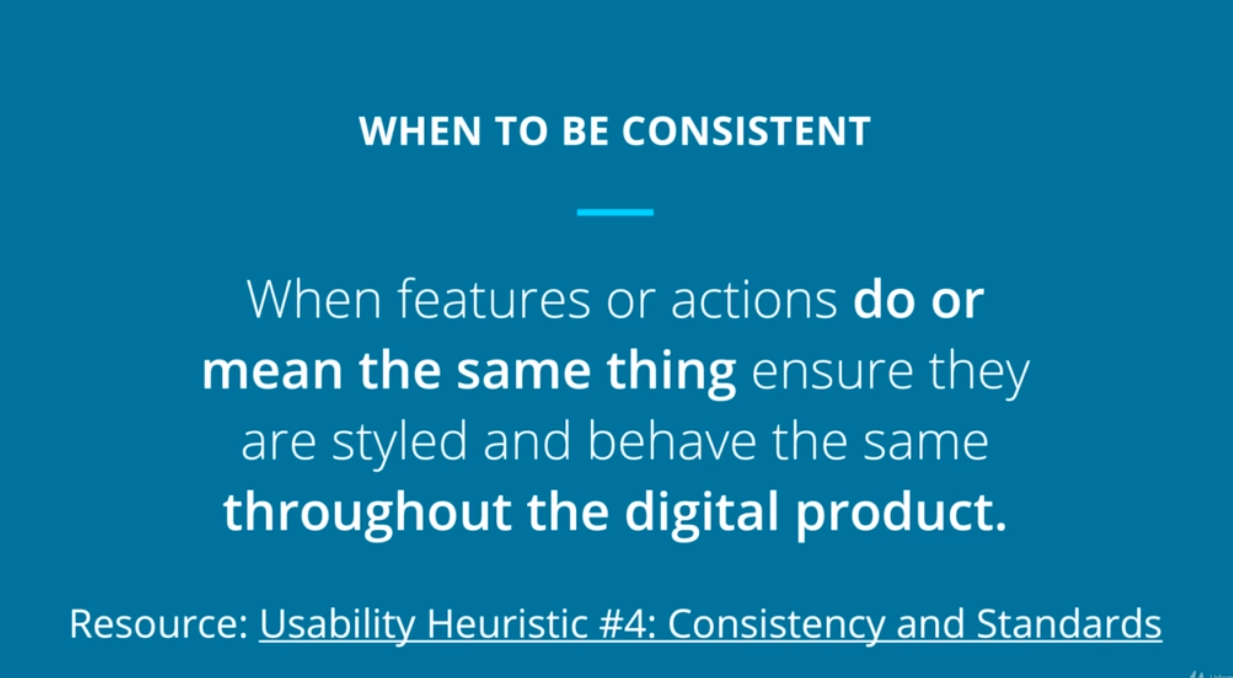 WHEN TO BE CONSISTENT
When features or actions do or
mean the same thing ensure they
are styled and behave the same
throughout the digital product.
Resource: Usability Heuristic #4: Consistency and Standards